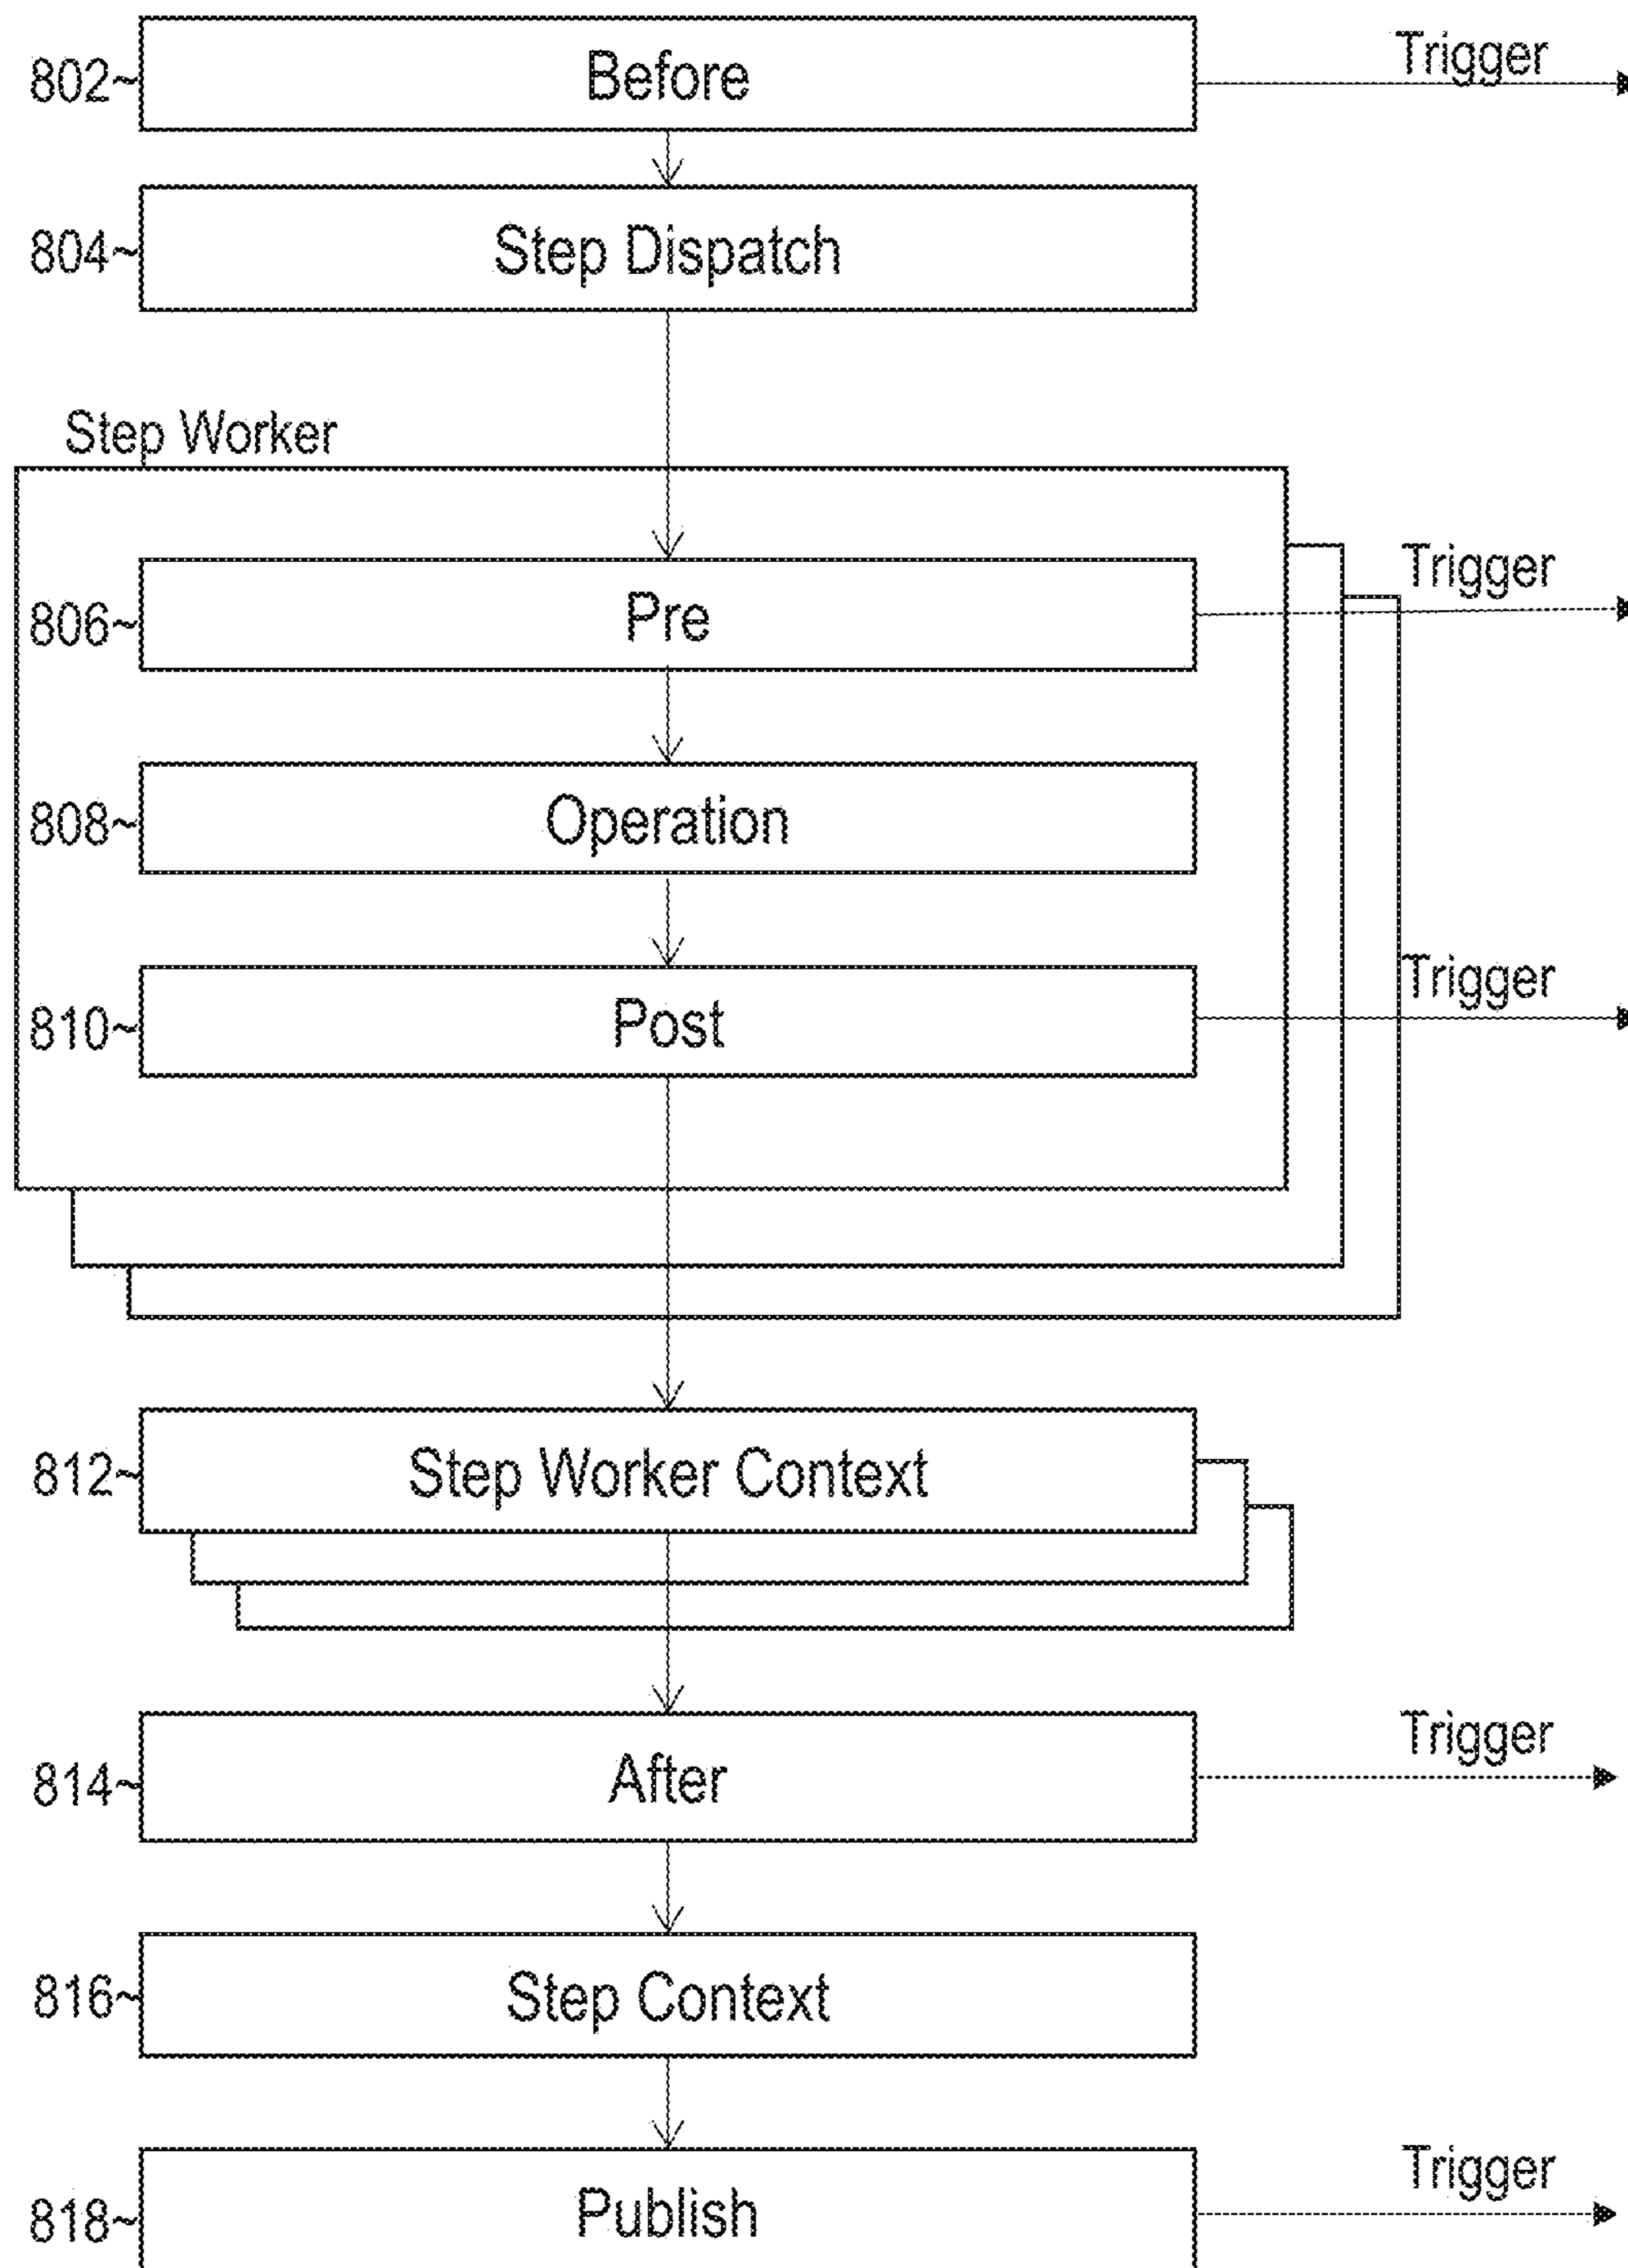 802~ Before Trigger
804~ Step Dispatch
Step Worker
806~ Pre Trigger
808~ Operation
810~ Post Trigger
812~ Step Worker Context
814~ After Trigger
816~ Step Context
818~ Publish Trigger